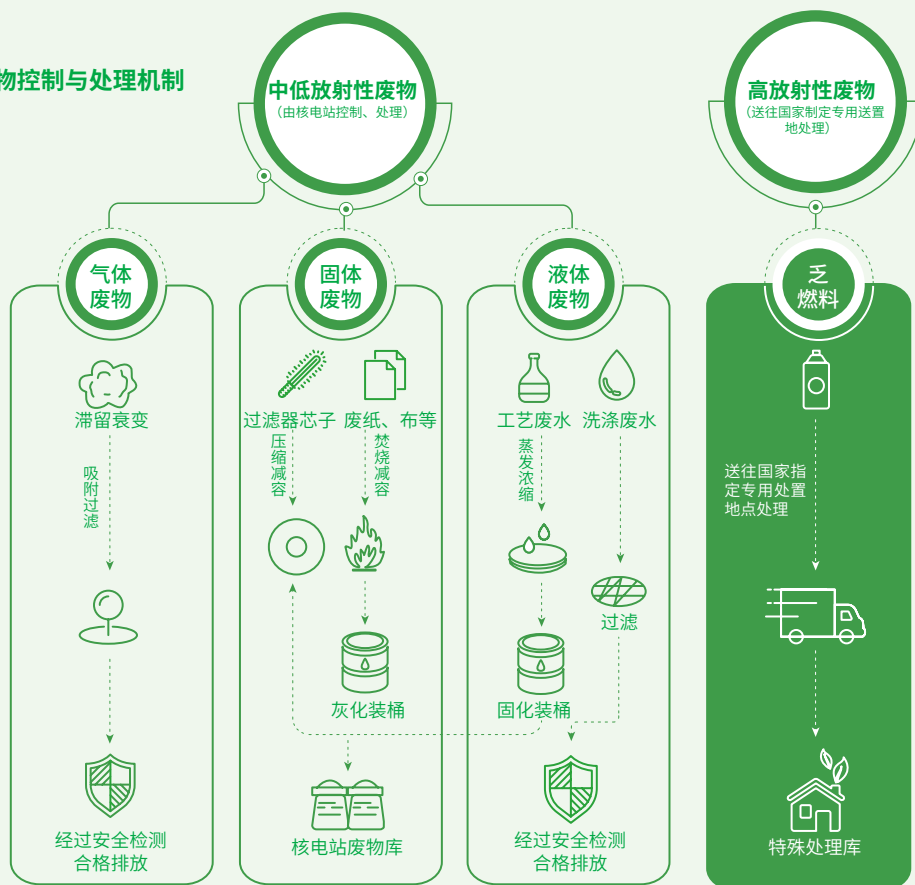 物控制与处理机制
中低放射性废物
（由核电站控制、处理）
高放射性废物
（送往国家制定专用送置
地处理）
气体
废物
滞留衰变
吸附过滤
经过安全检测
合格排放
固体
废物
过滤器芯子
废纸、布等
压缩减容
焚烧减容
灰化装桶
核电站废物库
液体
废物
工艺废水
洗涤废水
蒸发浓缩
过滤
固化装桶
经过安全检测
合格排放
乏
燃料
送往国家指
定专用处置
地点处理
特殊处理库